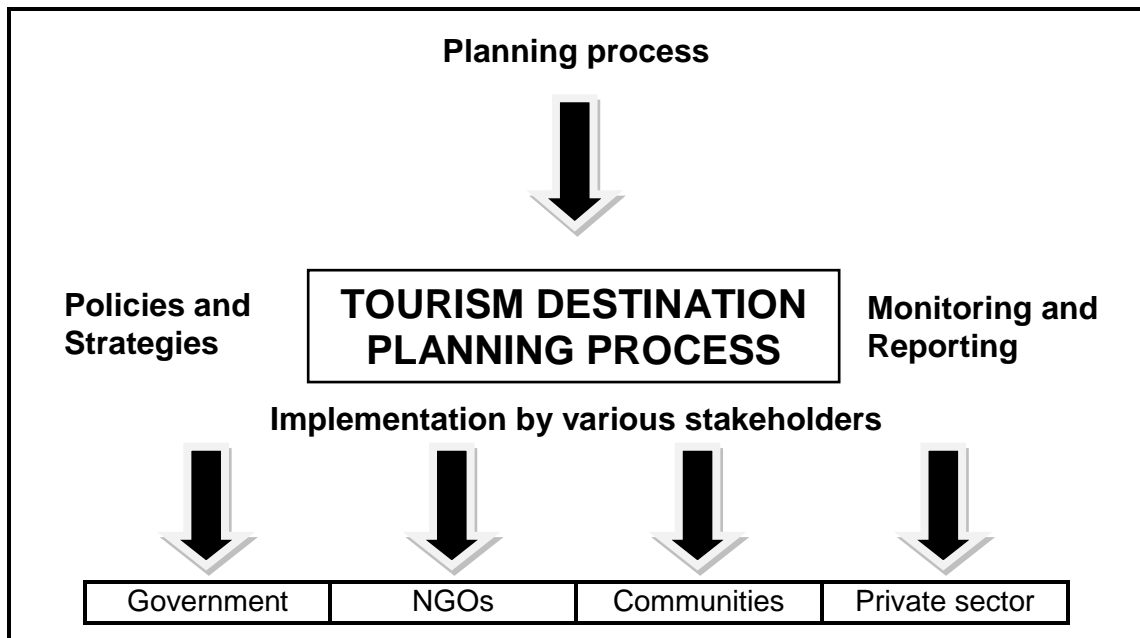 Planning process
Policies and
Strategies
TOURISM DESTINATION
PLANNING PROCESS
Monitoring and
Reporting
Implementation by various stakeholders
Government
NGOs
Communities
Private sector